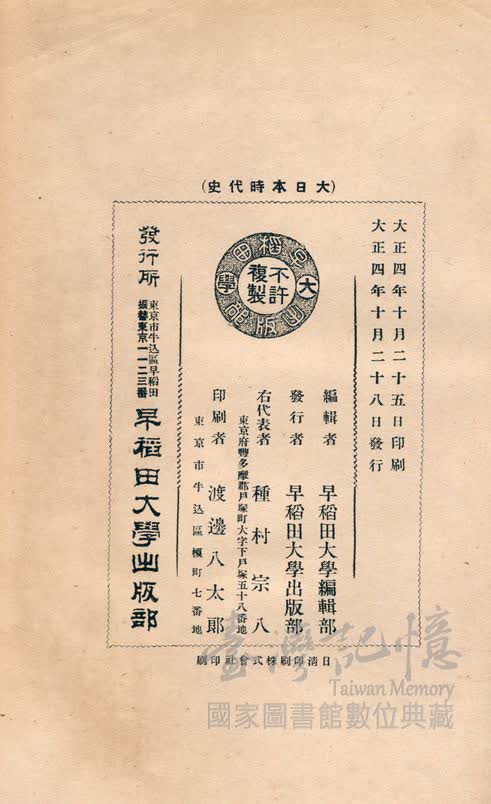 (大日本時代史)
大正四年十月二十五日印刷
大正四年十月二十八日發行
早稻田大學出版部
不許複製
編輯者 早稻田大學編輯部
發行者 早稻田大學出版部
右代表者 種村宗八
東京府豐多摩郡戶塚町大字下戶塚五十八番地
印刷者 渡邊八太郎
東京市牛込區榎町七番地
發行所 早稻田大學出版部
東京市牛込區早稻田
振替東京一一二三番
日清印刷株式會社印刷
臺灣記憶
Taiwan Memory
國家圖書館數位典藏